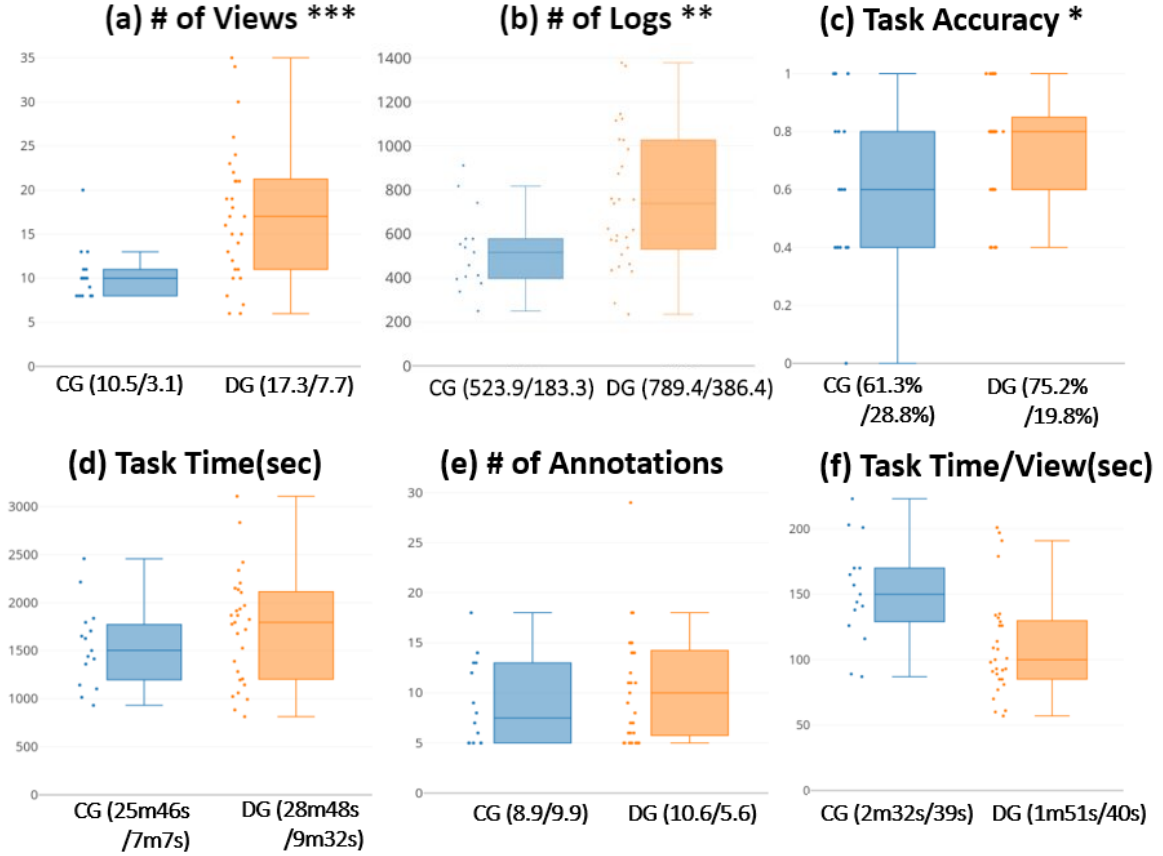 (a) # of Views ***
35
30
25
20
15
10
5
0
CG (10.5/3.1)
DG (17.3/7.7)
(b) # of Logs **
1400
1200
1000
800
600
400
200
0
CG (523.9/183.3)
DG (789.4/386.4)
(c) Task Accuracy *
1
0.8
0.6
0.4
0.2
0
CG (61.3%
/28.8%)
DG (75.2%
/19.8%)
(d) Task Time(sec)
3000
2500
2000
1500
1000
500
0
CG (25m46s
/7m7s)
DG (28m48s
/9m32s)
(e) # of Annotations
30
20
15
10
5
0
CG (8.9/9.9)
DG (10.6/5.6)
(f) Task Time/View(sec)
200
150
100
50
0
CG (2m32s/39s)
DG (1m51s/40s)